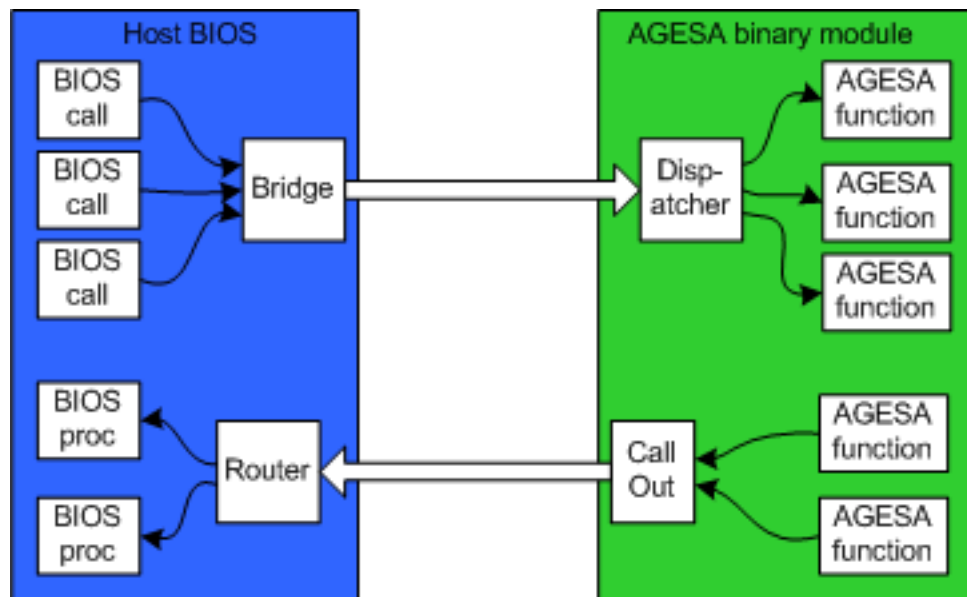 Host BIOS
BIOS
call
BIOS
call
BIOS
call
Bridge
BIOS
proc
BIOS
proc
Router
AGESA binary module
Disp-
atcher
AGESA
function
AGESA
function
AGESA
function
Call
Out
AGESA
function
AGESA
function